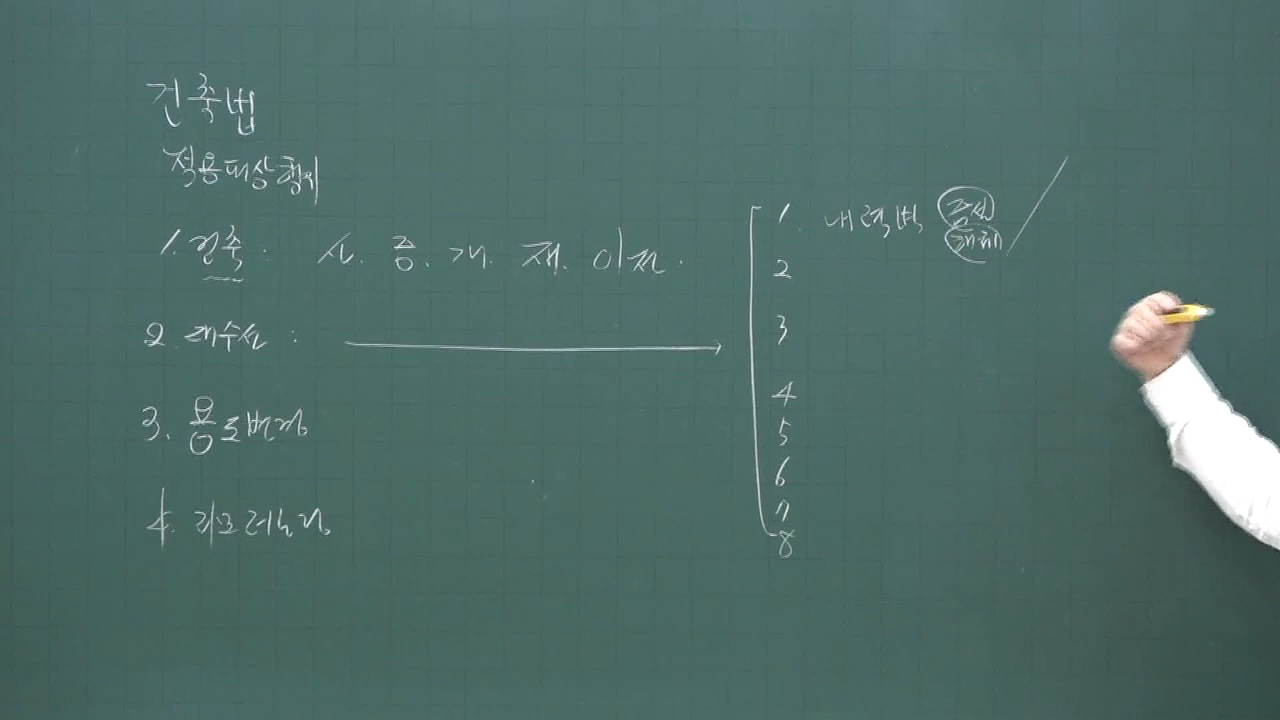 건축법
적용대상행위
1. 건축 : 신. 증. 개. 재. 이전.
2. 대수선 :
3. 용도변경
4. 리모델링
1. 내력벽 증설
해체
2
3
4
5
6
7
8